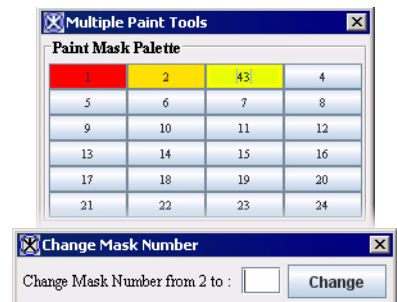 Multiple Paint Tools
Paint Mask Palette
1 2 43 4
5 6 7 8
9 10 11 12
13 14 15 16
17 18 19 20
21 22 23 24
Change Mask Number
Change Mask Number from 2 to : Change